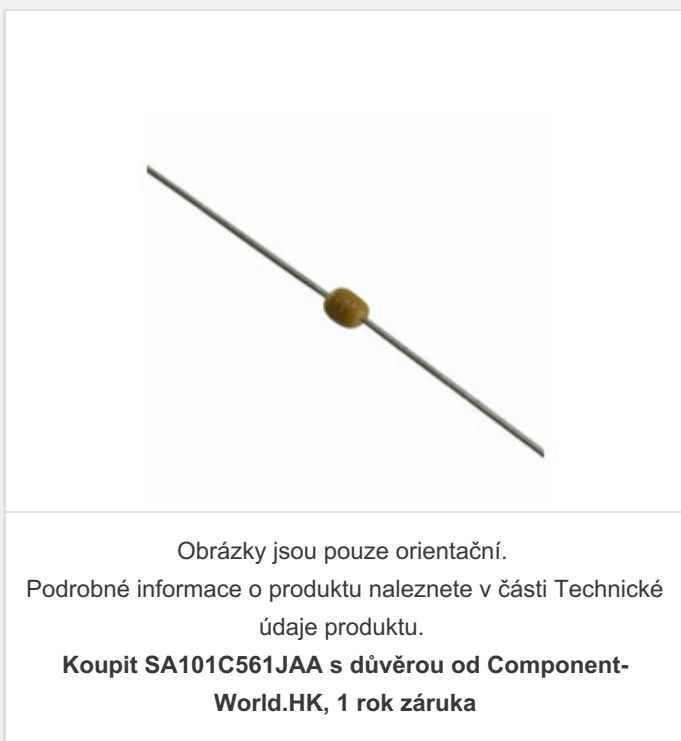 Obrázky jsou pouze orientační.
Podrobné informace o produktu naleznete v části Technické
údaje produktu.
Koupit SA101C561JAA s důvěrou od Component-
World.HK, 1 rok záruka